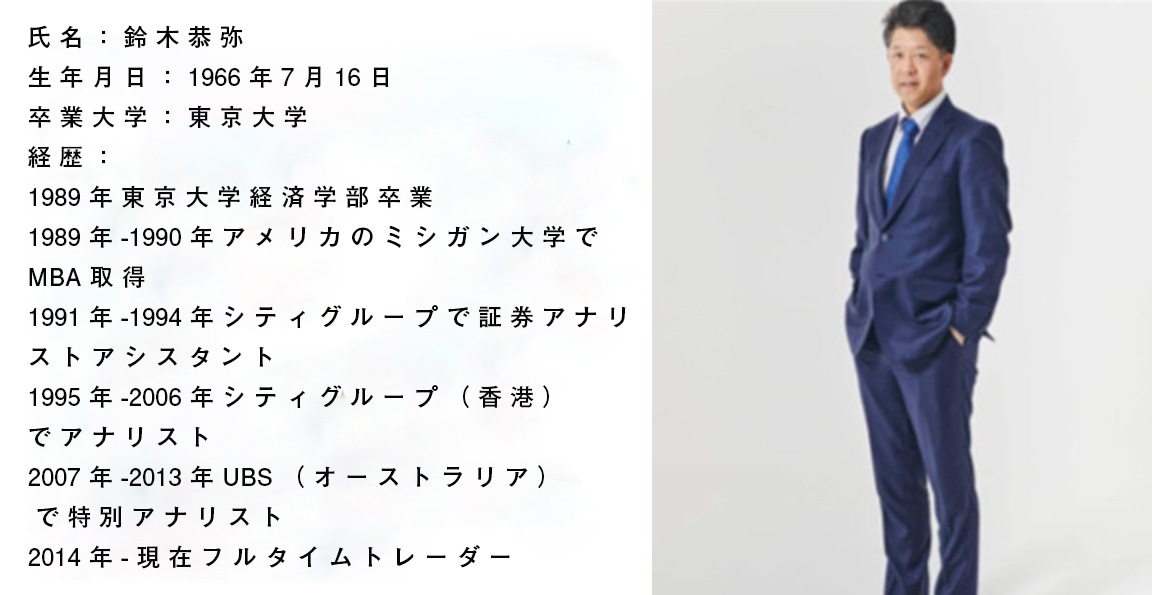 氏名：鈴木恭弥
生年月日：1966年7月16日
卒業大学：東京大学
経歴：
1989年東京大学経済学部卒業
1989年-1990年アメリカのミシガン大学で
MBA取得
1991年-1994年シティグループで証券アナリ
ストアシスタント
1995年-2006年シティグループ（香港）
でアナリスト
2007年-2013年UBS（オーストラリア）
で特別アナリスト
2014年-現在フルタイムトレーダー